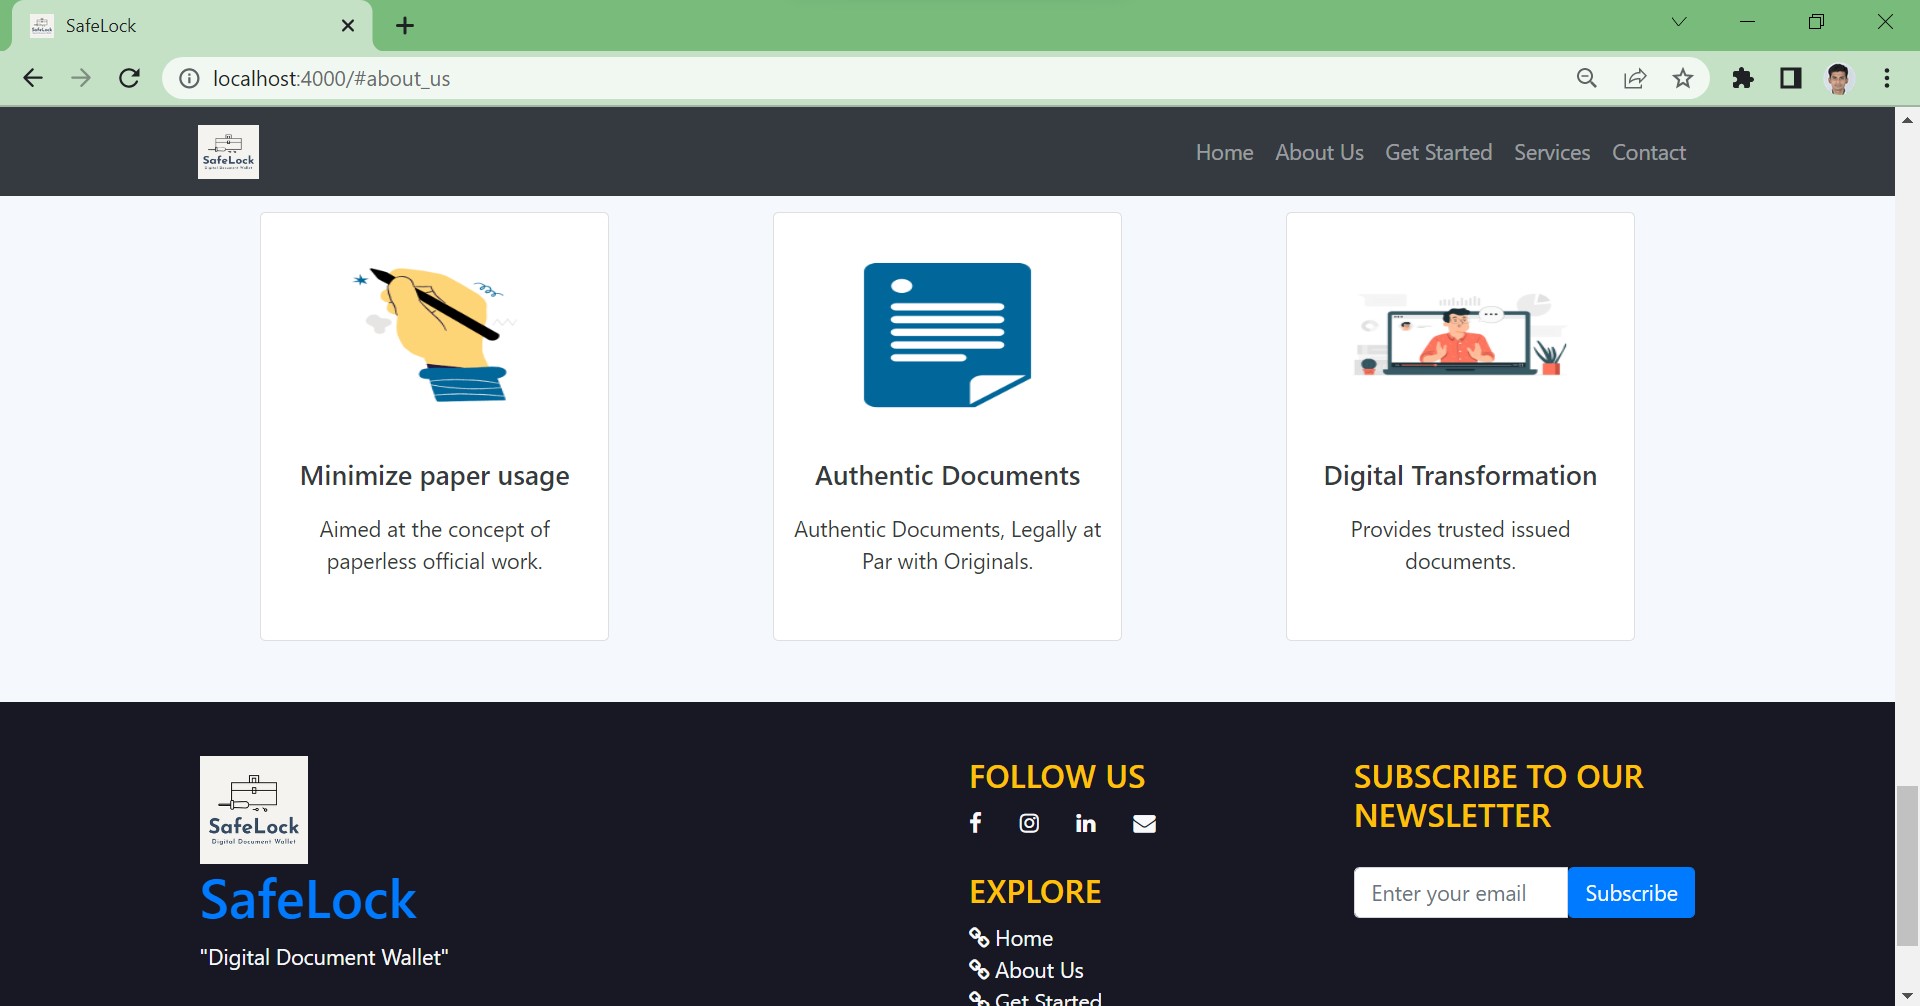 SafeLock
localhost:4000/#about_us
SafeLock
Digital Document Wallet
Home About Us Get Started Services Contact
Minimize paper usage
Aimed at the concept of
paperless official work.
Authentic Documents
Authentic Documents, Legally at
Par with Originals.
Digital Transformation
Provides trusted issued
documents.
SafeLock
Digital Document Wallet
SafeLock
"Digital Document Wallet"
FOLLOW US
EXPLORE
Home
About Us
Get Started
SUBSCRIBE TO OUR
NEWSLETTER
Enter your email Subscribe